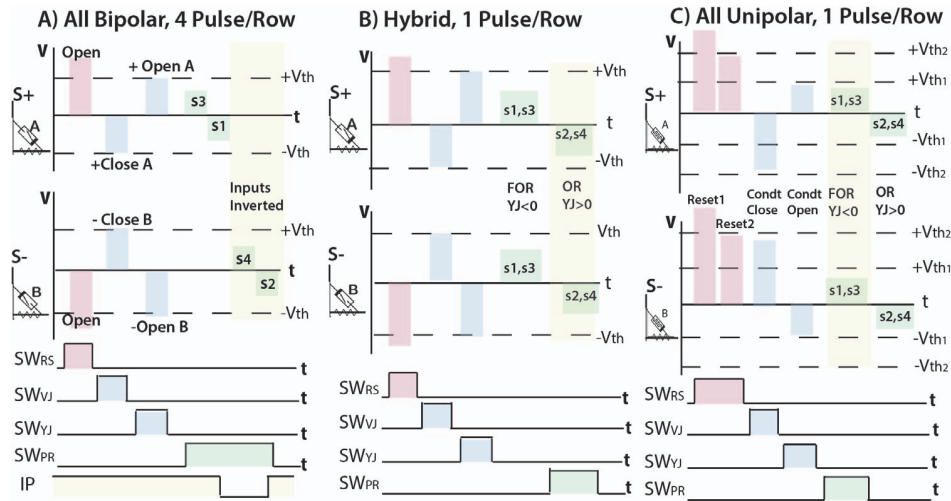 A) All Bipolar, 4 Pulse/Row
V
Open
+ Open A
+Vth
S+
A
s3
t
s1
-Vth
+Close A
Inputs
Inverted
V
- Close B
+Vth
S-
B
s4
t
s2
-Vth
Open
-Open B
SWRS
t
SWVJ
t
SWYJ
t
SWPR
t
IP
B) Hybrid, 1 Pulse/Row
V
+Vth
S+
A
s1,s3
t
s2,s4
-Vth
FOR
YJ<0
OR
YJ>0
V
Vth
S-
B
s1,s3
t
s2,s4
-Vth
SWRS
t
SWVJ
t
SWYJ
t
SWPR
t
C) All Unipolar, 1 Pulse/Row
V
+Vth2
+Vth1
S+
A
s1,s3
t
s2,s4
-Vth1
-Vth2
Reset1
Reset2
Condt
Close
Condt
Open
FOR
YJ<0
OR
YJ>0
V
+Vth2
+Vth1
S-
B
s1,s3
t
s2,s4
-Vth1
-Vth2
SWRS
t
SWVJ
t
SWYJ
t
SWPR
t